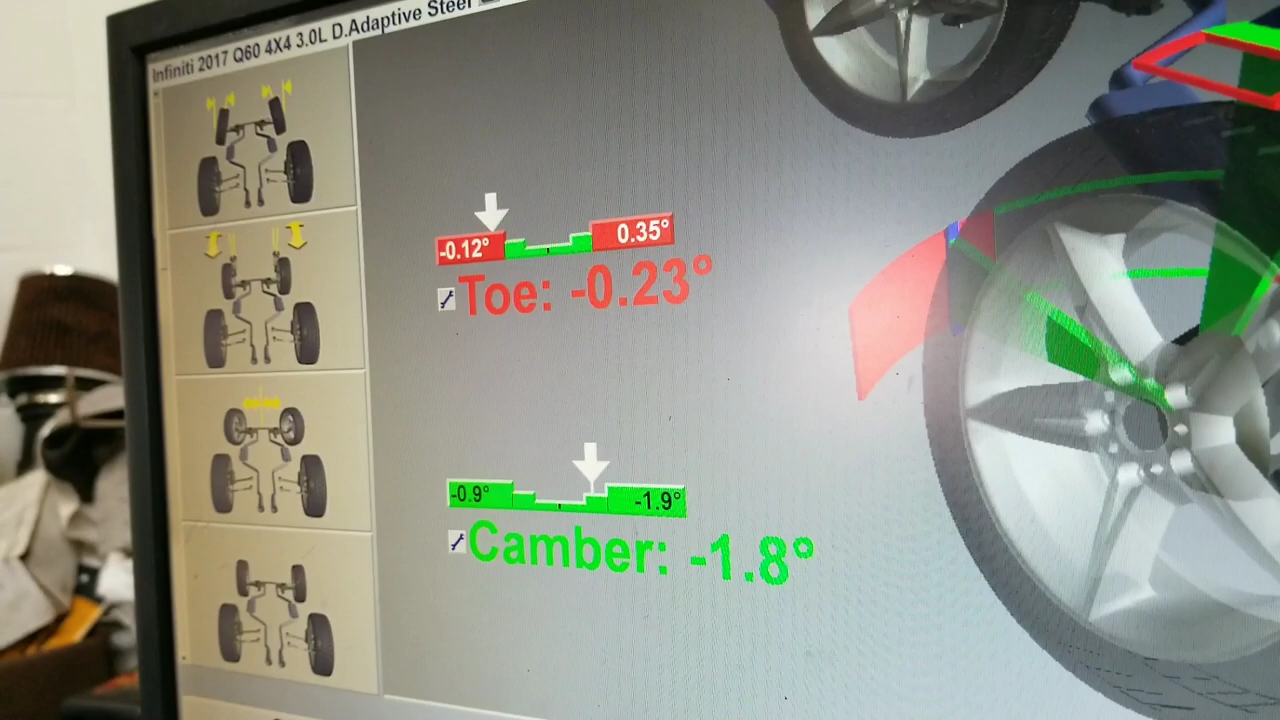 Infiniti 2017 Q60 4X4 3.0L D.Adaptive Steel
-0.12° 0.35°
Toe: -0.23°
-0.9° -1.9°
Camber: -1.8°